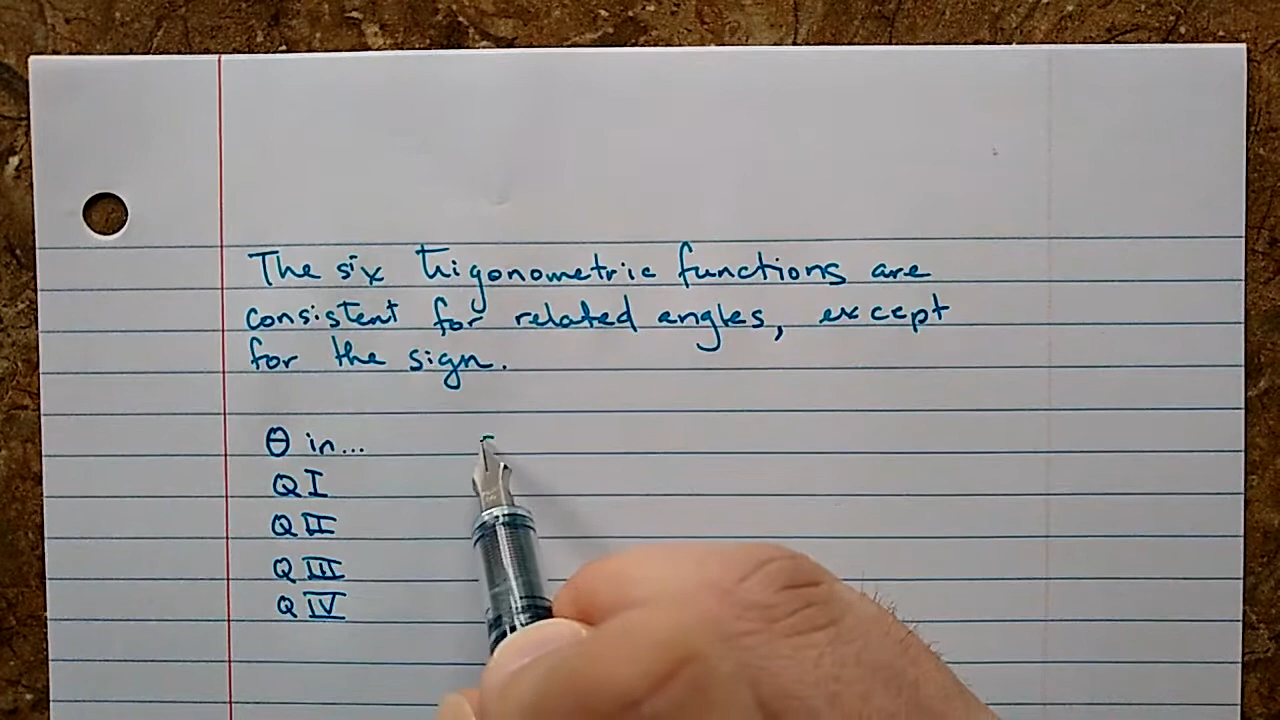 The six trigonometric functions are
consistent for related angles, except
for the sign.
θ in...
Q I
Q II
Q III
Q IV